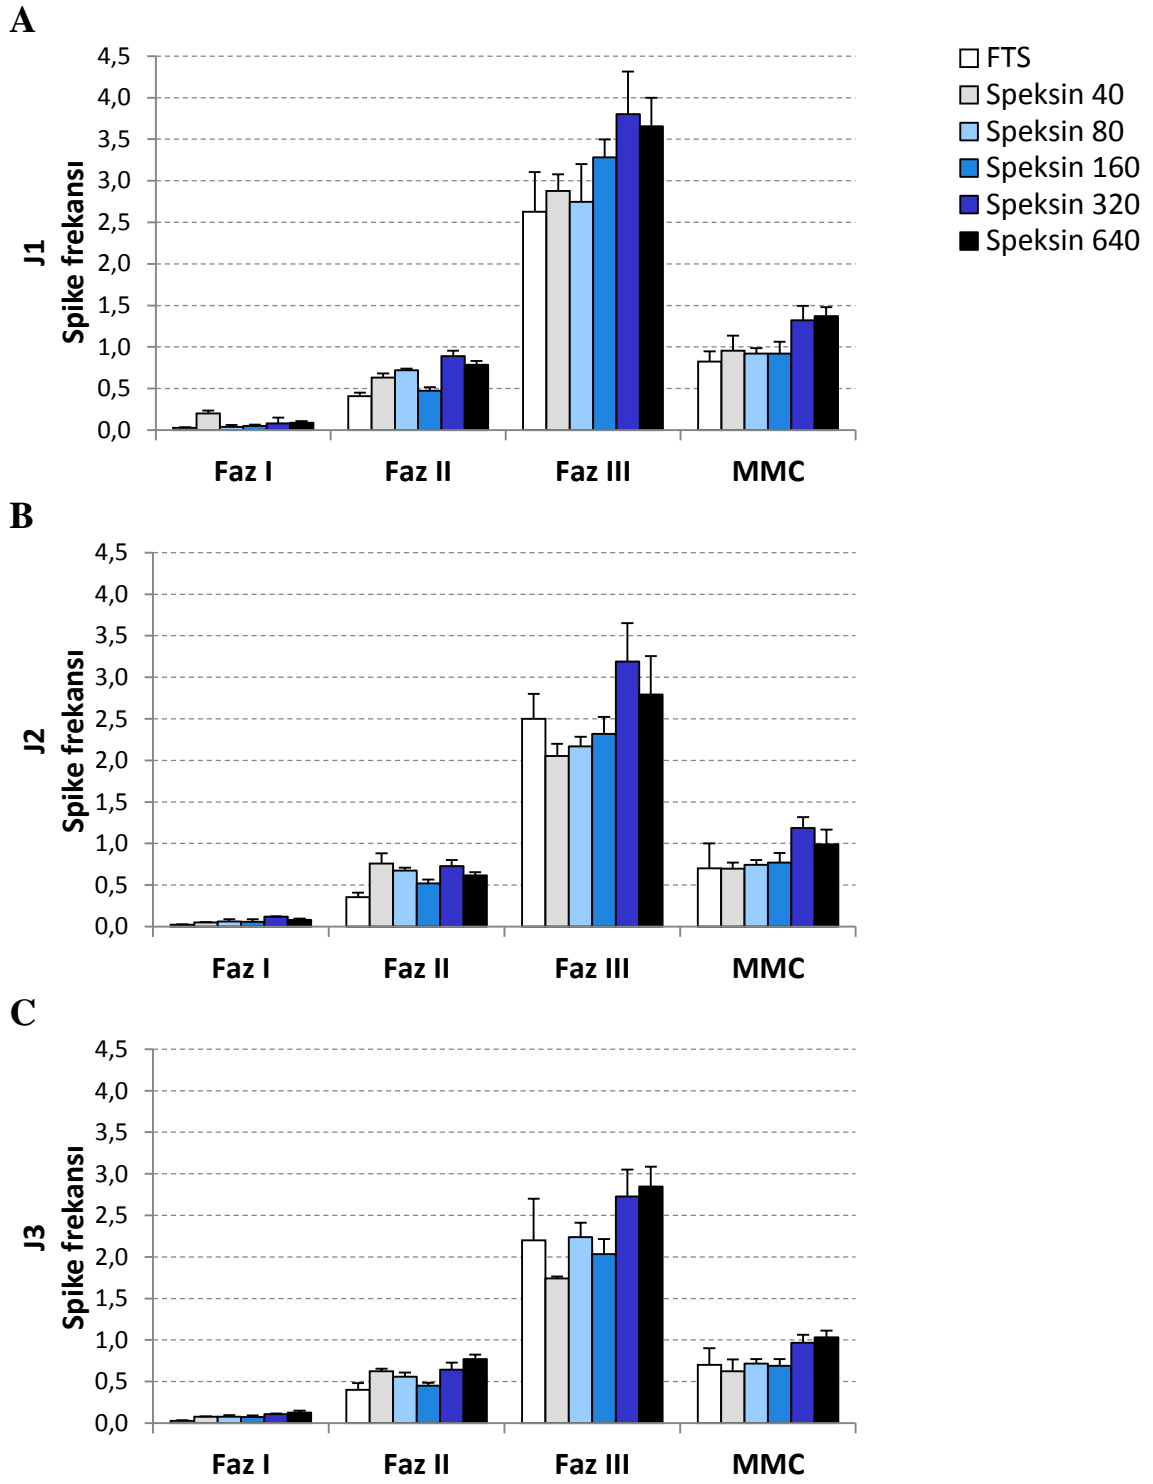 A
4,5
4,0
3,5
3,0
2,5
2,0
1,5
1,0
0,5
0,0
J1
Spike frekansı
Faz I
Faz II
Faz III
MMC
FTS
Speksin 40
Speksin 80
Speksin 160
Speksin 320
Speksin 640
B
4,5
4,0
3,5
3,0
2,5
2,0
1,5
1,0
0,5
0,0
J2
Spike frekansı
Faz I
Faz II
Faz III
MMC
C
4,5
4,0
3,5
3,0
2,5
2,0
1,5
1,0
0,5
0,0
J3
Spike frekansı
Faz I
Faz II
Faz III
MMC